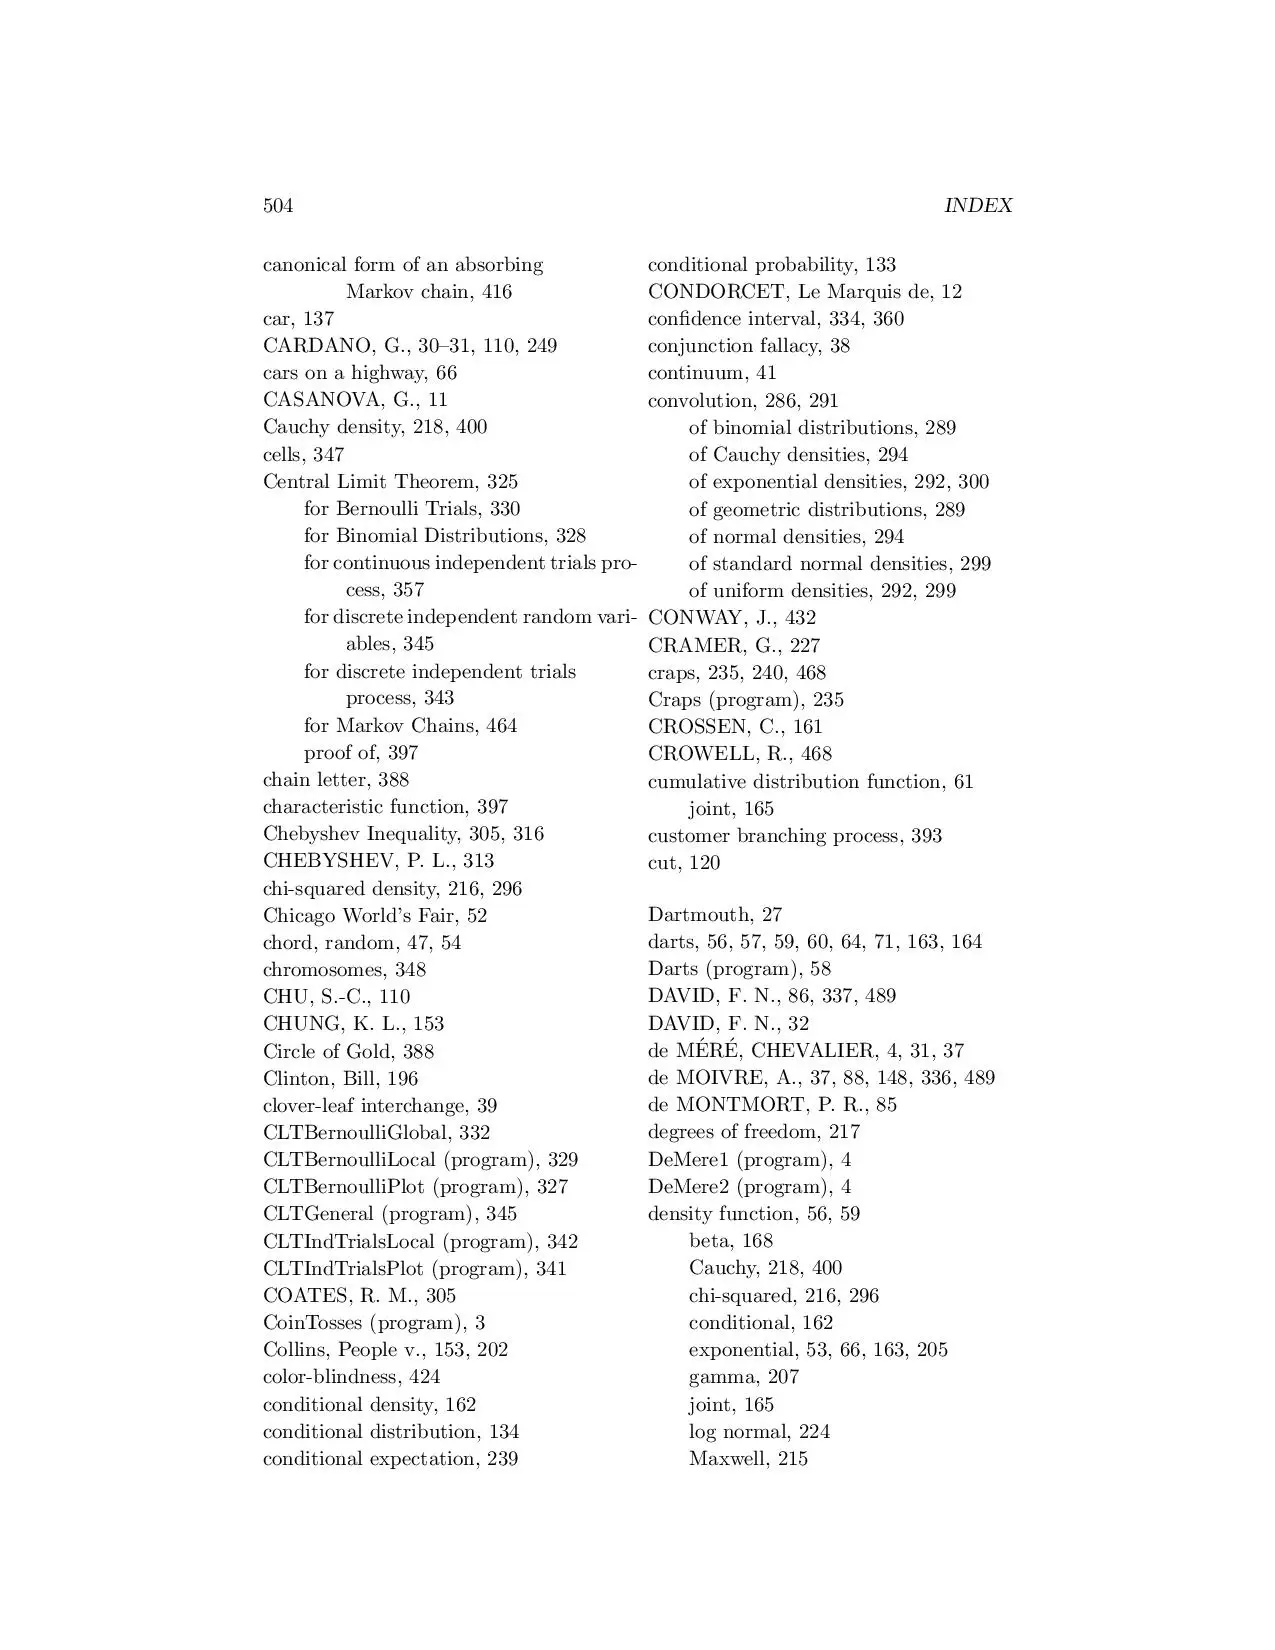 504
INDEX
canonical form of an absorbing
Markov chain, 416
car, 137
CARDANO, G., 30–31, 110, 249
cars on a highway, 66
CASANOVA, G., 11
Cauchy density, 218, 400
cells, 347
Central Limit Theorem, 325
for Bernoulli Trials, 330
for Binomial Distributions, 328
for continuous independent trials pro-
cess, 357
for discrete independent random vari-
ables, 345
for discrete independent trials
process, 343
for Markov Chains, 464
proof of, 397
chain letter, 388
characteristic function, 397
Chebyshev Inequality, 305, 316
CHEBYSHEV, P. L., 313
chi-squared density, 216, 296
Chicago World's Fair, 52
chord, random, 47, 54
chromosomes, 348
CHU, S.-C., 110
CHUNG, K. L., 153
Circle of Gold, 388
Clinton, Bill, 196
clover-leaf interchange, 39
CLTBernoulliGlobal, 332
CLTBernoulliLocal (program), 329
CLTBernoulliPlot (program), 327
CLTGeneral (program), 345
CLTIndTrialsLocal (program), 342
CLTIndTrialsPlot (program), 341
COATES, R. M., 305
CoinTosses (program), 3
Collins, People v., 153, 202
color-blindness, 424
conditional density, 162
conditional distribution, 134
conditional expectation, 239
conditional probability, 133
CONDORCET, Le Marquis de, 12
confidence interval, 334, 360
conjunction fallacy, 38
continuum, 41
convolution, 286, 291
of binomial distributions, 289
of Cauchy densities, 294
of exponential densities, 292, 300
of geometric distributions, 289
of normal densities, 294
of standard normal densities, 299
of uniform densities, 292, 299
CONWAY, J., 432
CRAMER, G., 227
craps, 235, 240, 468
Craps (program), 235
CROSSEN, C., 161
CROWELL, R., 468
cumulative distribution function, 61
joint, 165
customer branching process, 393
cut, 120
Dartmouth, 27
darts, 56, 57, 59, 60, 64, 71, 163, 164
Darts (program), 58
DAVID, F. N., 86, 337, 489
DAVID, F. N., 32
de MÉRÉ, CHEVALIER, 4, 31, 37
de MOIVRE, A., 37, 88, 148, 336, 489
de MONTMORT, P. R., 85
degrees of freedom, 217
DeMere1 (program), 4
DeMere2 (program), 4
density function, 56, 59
beta, 168
Cauchy, 218, 400
chi-squared, 216, 296
conditional, 162
exponential, 53, 66, 163, 205
gamma, 207
joint, 165
log normal, 224
Maxwell, 215